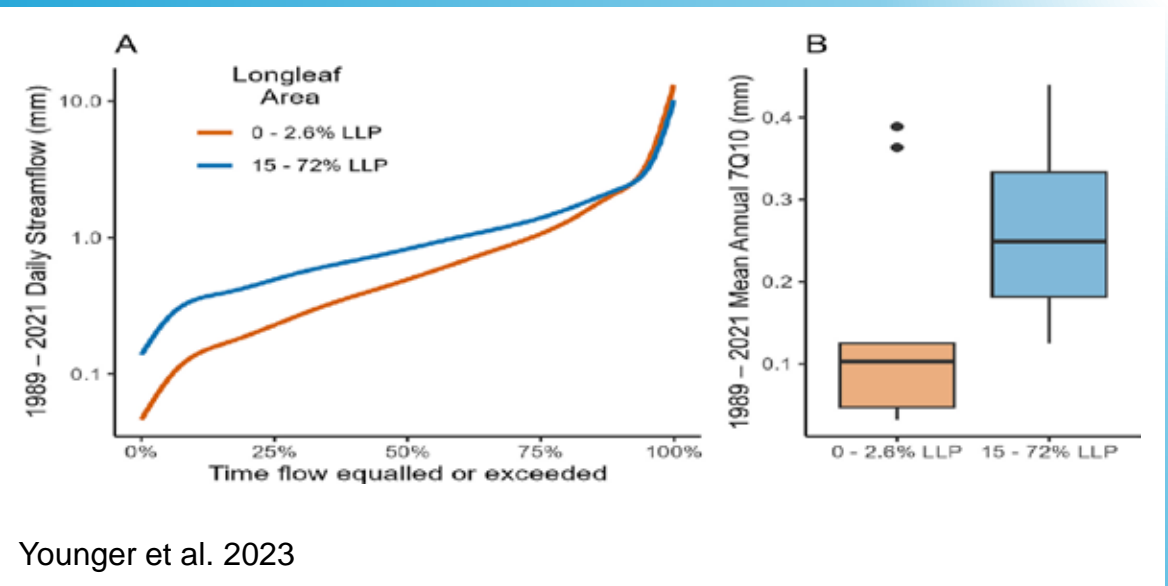 A
Longleaf
Area
0 - 2.6% LLP
15 - 72% LLP
1989 – 2021 Daily Streamflow (mm)
10.0
1.0
0.1
0% 25% 50% 75% 100%
Time flow equalled or exceeded
B
1989 – 2021 Mean Annual 7Q10 (mm)
0.4
0.3
0.2
0.1
0 - 2.6% LLP 15 - 72% LLP
Younger et al. 2023